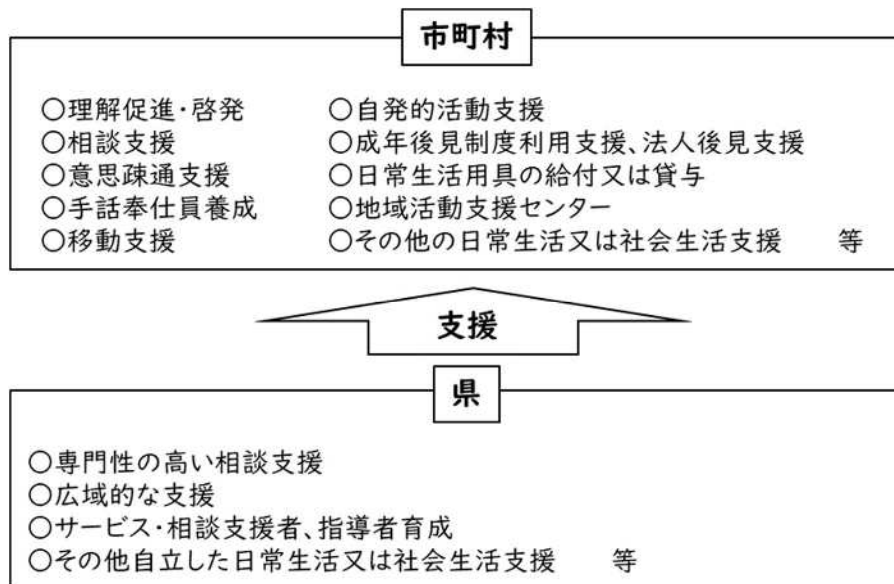 市町村
○理解促進・啓発
○相談支援
○意思疎通支援
○手話奉仕員養成
○移動支援
○自発的活動支援
○成年後見制度利用支援、法人後見支援
○日常生活用具の給付又は貸与
○地域活動支援センター
○その他の日常生活又は社会生活支援 等
支援
県
○専門性の高い相談支援
○広域的な支援
○サービス・相談支援者、指導者育成
○その他自立した日常生活又は社会生活支援 等